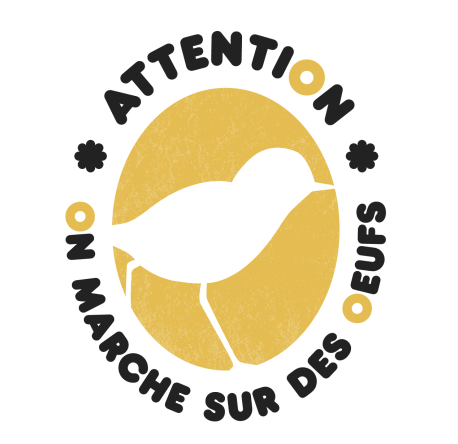 ATTENTION
ON MARCHE SUR DES OEUFS